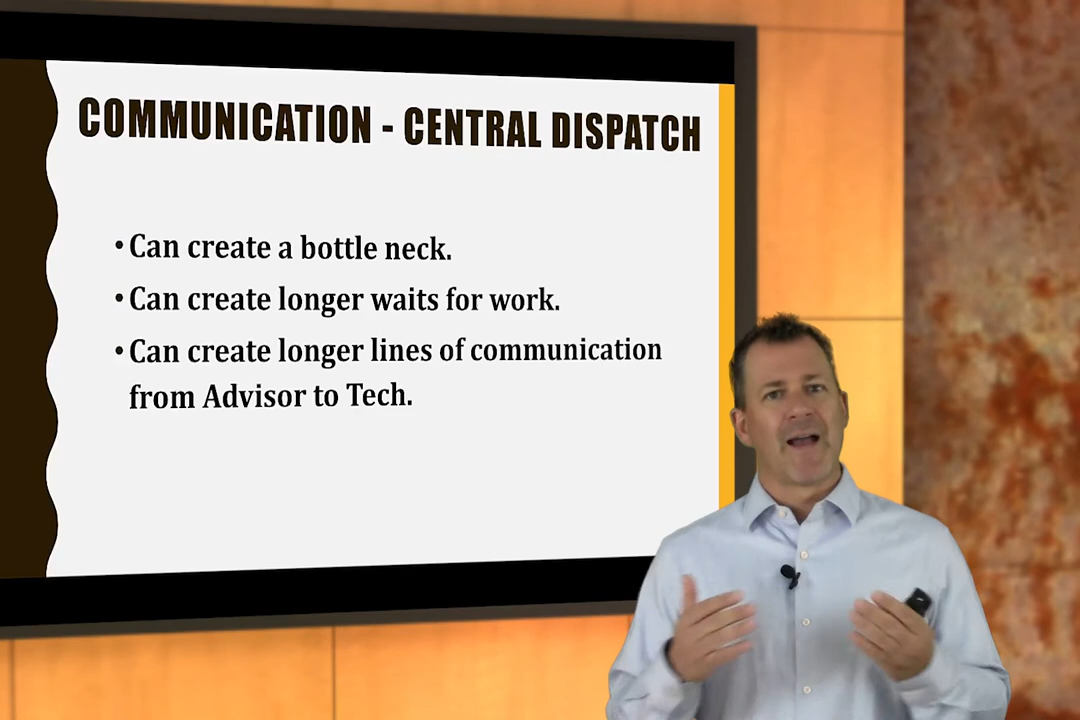 COMMUNICATION - CENTRAL DISPATCH
•Can create a bottle neck.
•Can create longer waits for work.
•Can create longer lines of communication
from Advisor to Tech.